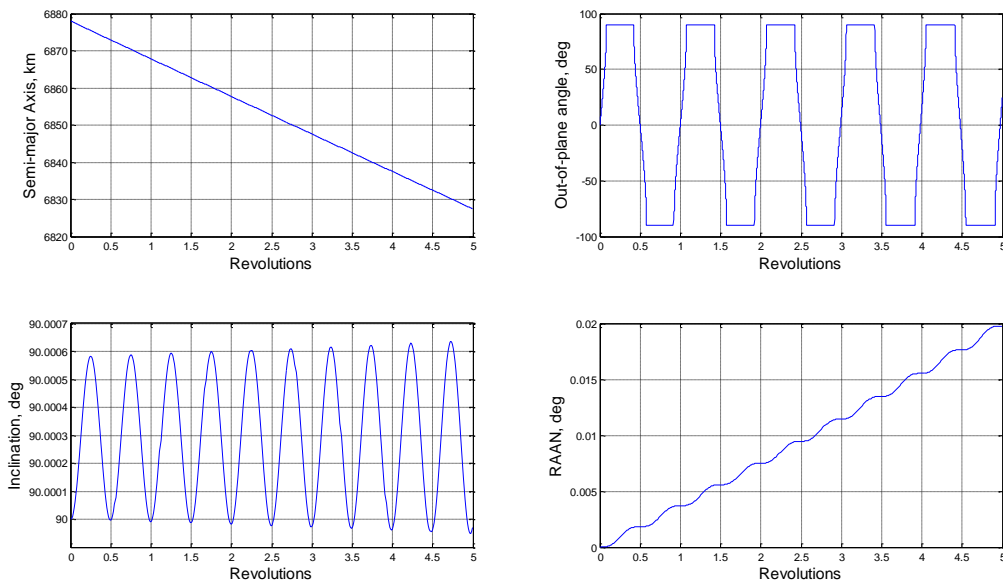 6880
6870
6860
6850
6840
6830
6820
Semi-major Axis, km
0 0.5 1 1.5 2 2.5 3 3.5 4 4.5 5
Revolutions
100
50
0
-50
-100
Out-of-plane angle, deg
0 0.5 1 1.5 2 2.5 3 3.5 4 4.5 5
Revolutions
90.0007
90.0006
90.0005
90.0004
90.0003
90.0002
90.0001
90
Inclination, deg
0 0.5 1 1.5 2 2.5 3 3.5 4 4.5 5
Revolutions
0.02
0.015
0.01
0.005
0
RAAN, deg
0 0.5 1 1.5 2 2.5 3 3.5 4 4.5 5
Revolutions